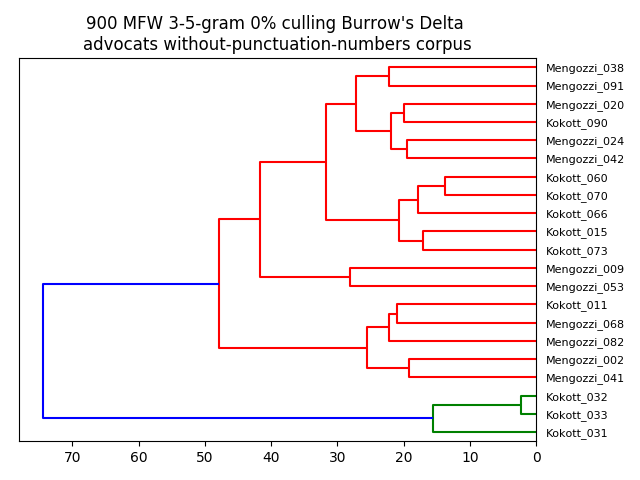 900 MFW 3-5-gram 0% culling Burrow's Delta
advocats without-punctuation-numbers corpus
Mengozzi_038
Mengozzi_091
Mengozzi_020
Kokott_090
Mengozzi_024
Mengozzi_042
Kokott_060
Kokott_070
Kokott_066
Kokott_015
Kokott_073
Mengozzi_009
Mengozzi_053
Kokott_011
Mengozzi_068
Mengozzi_082
Mengozzi_002
Mengozzi_041
Kokott_032
Kokott_033
Kokott_031
70 60 50 40 30 20 10 0